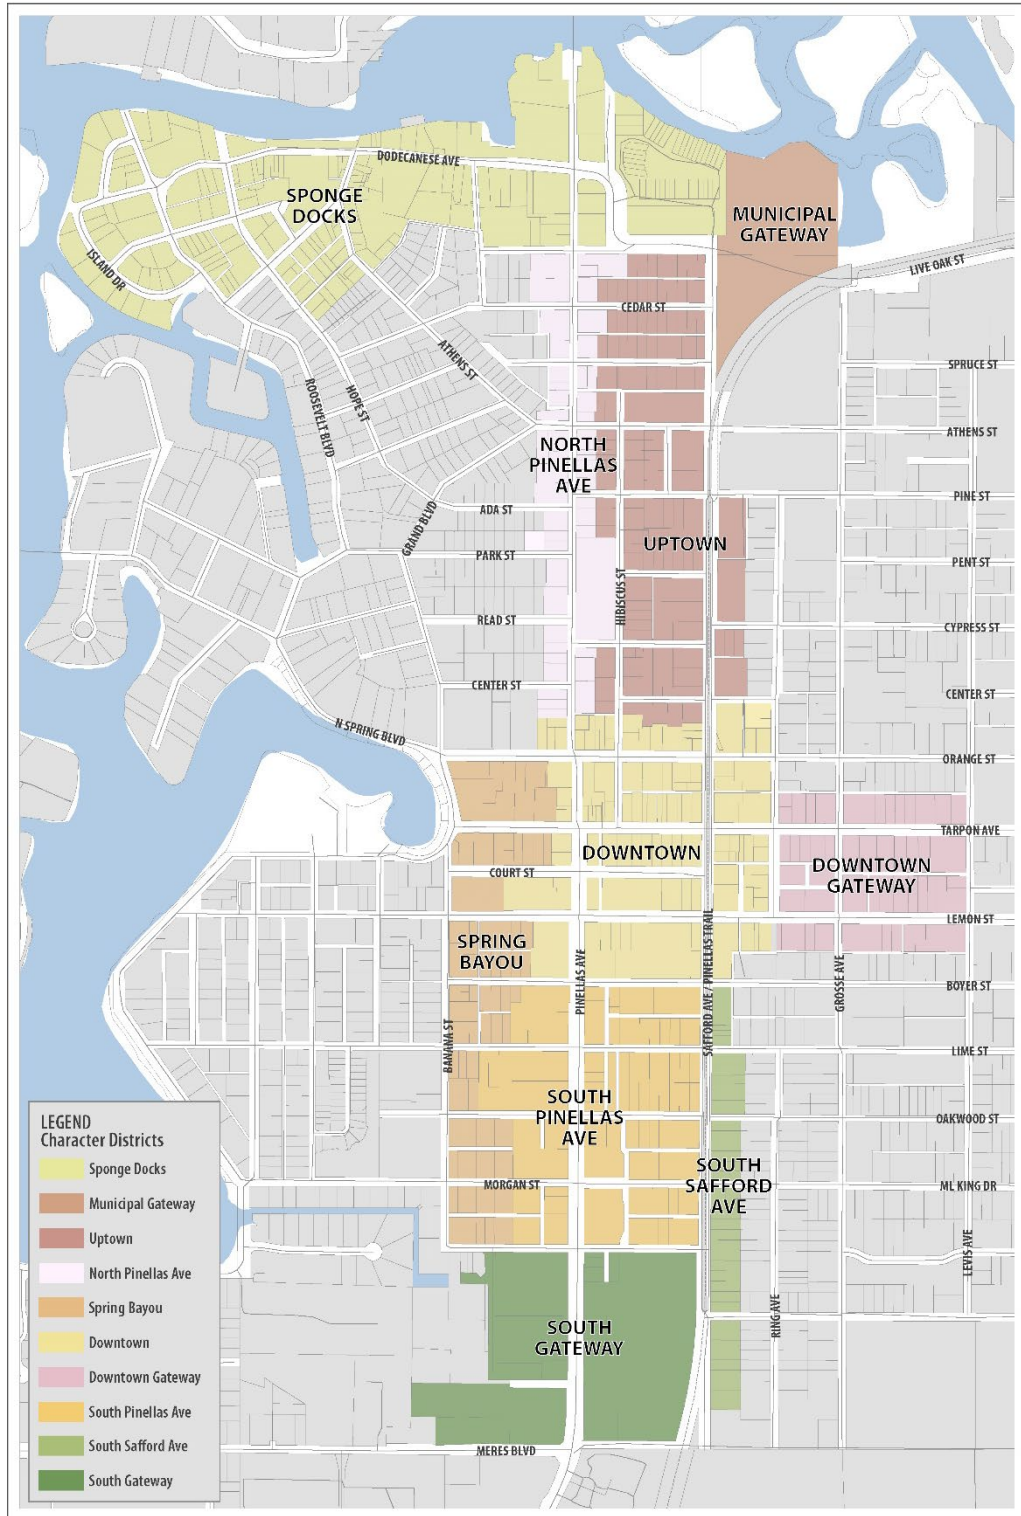 DODECANESE AVE
SPONGE
DOCKS
MUNICIPAL
GATEWAY
ISLAND DR
LIVE OAK ST
CEDAR ST
ATHENS ST
SPRUCE ST
ROOSEVELT BLVD
HOPE ST
ATHENS ST
NORTH
PINELLAS
AVE
PINE ST
ADA ST
GRAND BLVD
UPTOWN
PARK ST
PENT ST
HIBISCUS ST
READ ST
CYPRESS ST
CENTER ST
CENTER ST
N SPRING BLVD
ORANGE ST
TARPON AVE
DOWNTOWN
DOWNTOWN
GATEWAY
COURT ST
LEMON ST
SPRING
BAYOU
PINELLAS AVE
SAFFORD AVE / PINELLAS TRAIL
GROSSE AVE
BOYER ST
BANANA ST
LIME ST
SOUTH
PINELLAS
AVE
OAKWOOD ST
SOUTH
SAFFORD
AVE
MORGAN ST
ML KING DR
LEVIS AVE
RING AVE
SOUTH
GATEWAY
MERES BLVD
LEGEND
Character Districts
Sponge Docks
Municipal Gateway
Uptown
North Pinellas Ave
Spring Bayou
Downtown
Downtown Gateway
South Pinellas Ave
South Safford Ave
South Gateway